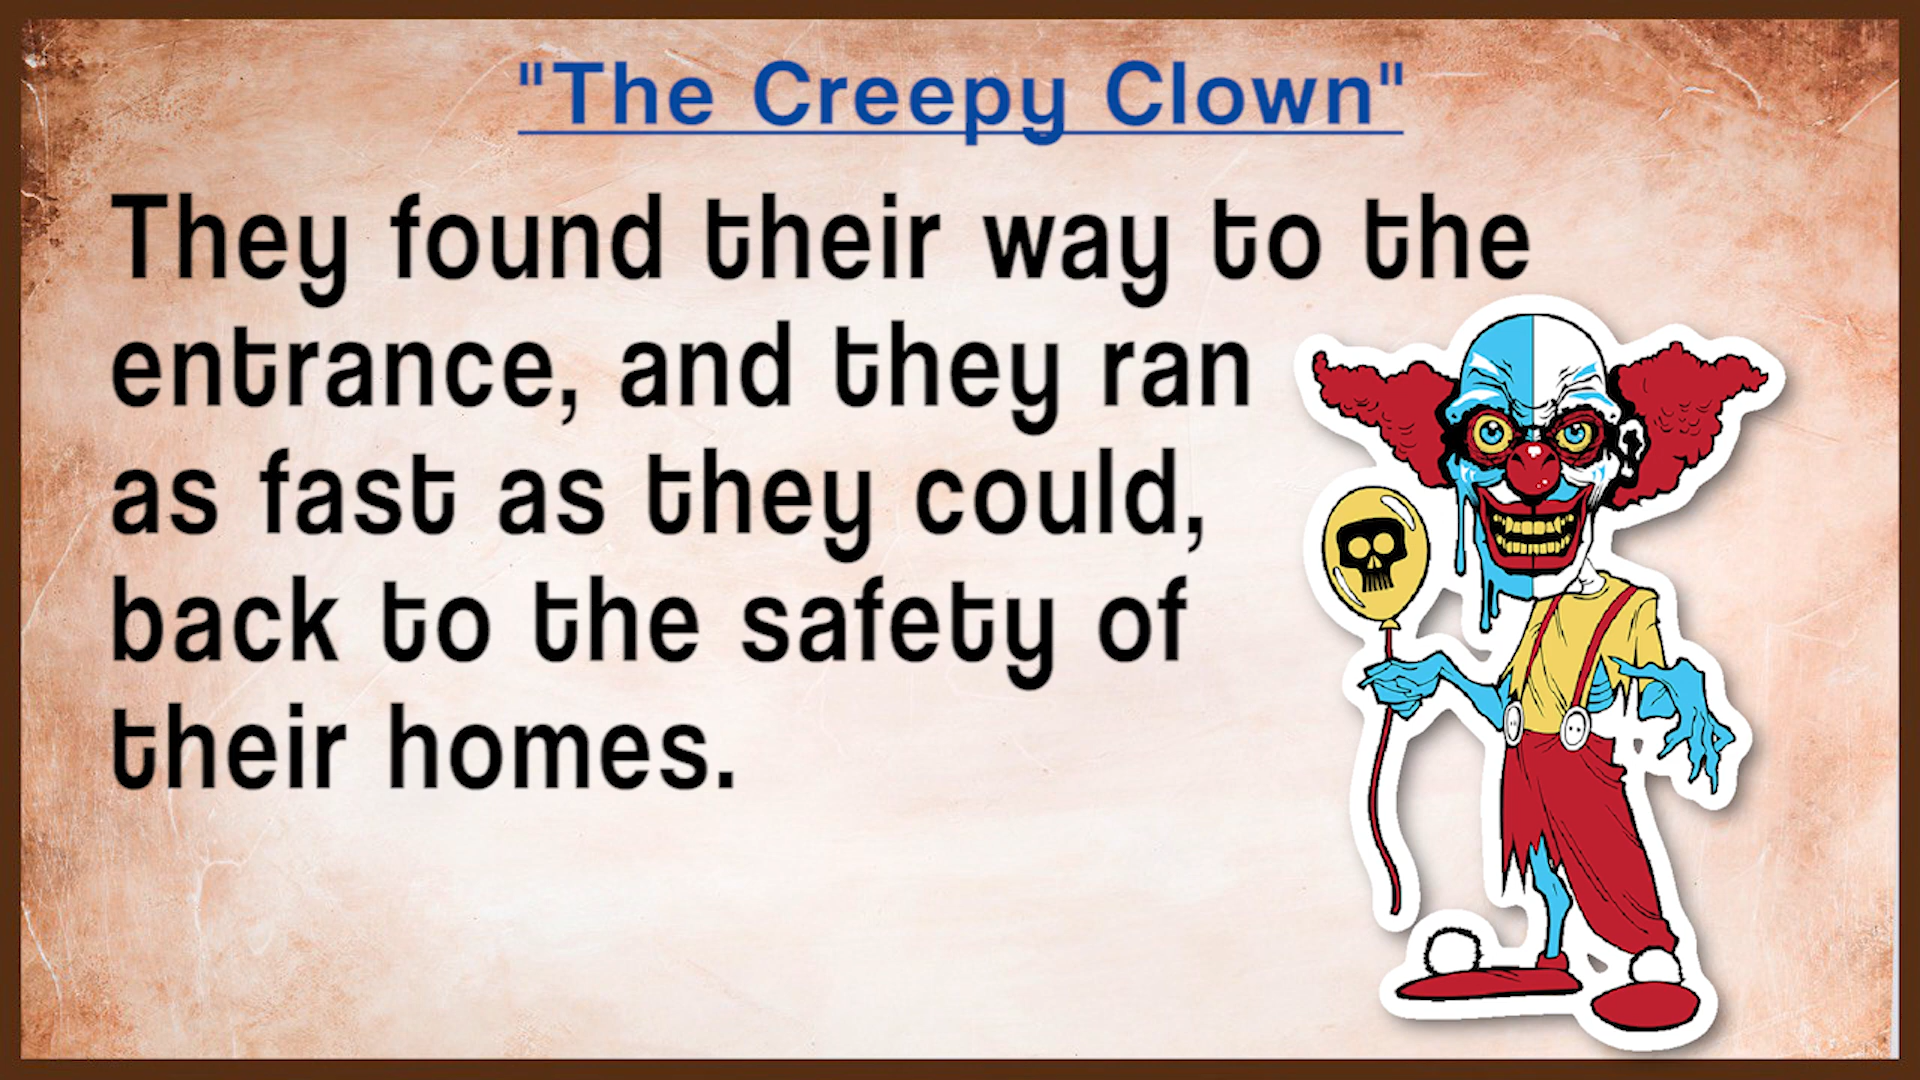 "The Creepy Clown"
They found their way to the
entrance, and they ran
as fast as they could,
back to the safety of
their homes.